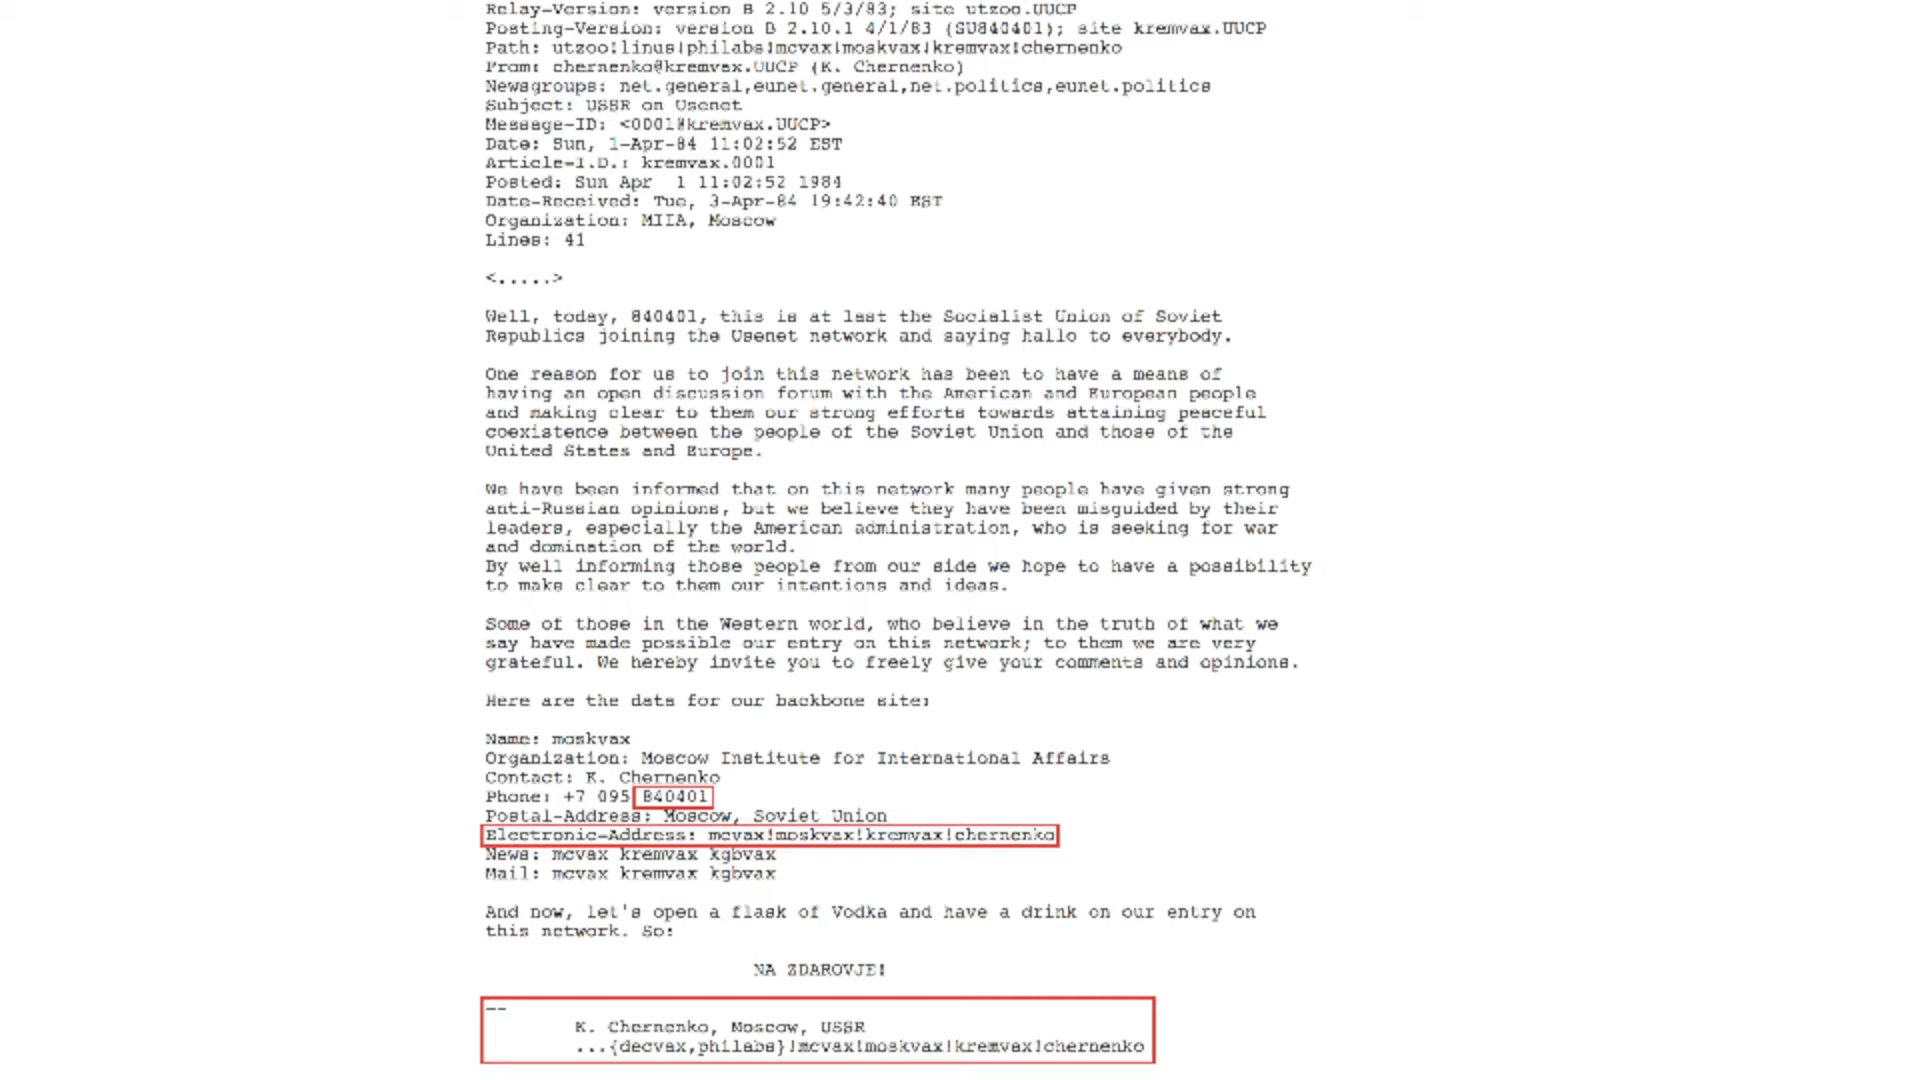 Relay-Version: version B 2.10 5/3/83; site utzoo.UUCP
Posting-Version: version B 2.10.1 4/1/83 (SU840401); site kremvax.UUCP
Path: utzoo!linus!philabs!mcvax!moskvax!kremvax!chernenko
From: chernenko@kremvax.UUCP (K. Chernenko)
Newsgroups: net.general,eunet.general,net.politics,eunet.politics
Subject: USSR on Usenet
Message-ID: <0001@kremvax.UUCP>
Date: Sun, 1-Apr-84 11:02:52 EST
Article-I.D.: kremvax.0001
Posted: Sun Apr  1 11:02:52 1984
Date-Received: Tue, 3-Apr-84 19:42:40 EST
Organization: MIIA, Moscow
Lines: 41
<.....>
Well, today, 840401, this is at last the Socialist Union of Soviet
Republics joining the Usenet network and saying hallo to everybody.
One reason for us to join this network has been to have a means of
having an open discussion forum with the American and European people
and making clear to them our strong efforts towards attaining peaceful
coexistence between the people of the Soviet Union and those of the
United States and Europe.
We have been informed that on this network many people have given strong
anti-Russian opinions, but we believe they have been misguided by their
leaders, especially the American administration, who is seeking for war
and domination of the world.
By well informing those people from our side we hope to have a possibility
to make clear to them our intentions and ideas.
Some of those in the Western world, who believe in the truth of what we
say have made possible our entry on this network; to them we are very
grateful. We hereby invite you to freely give your comments and opinions.
Here are the data for our backbone site:
Name: moskvax
Organization: Moscow Institute for International Affairs
Contact: K. Chernenko
Phone: +7 095 840401
Postal-Address: Moscow, Soviet Union
Electronic-Address: mcvax!moskvax!kremvax!chernenko
News: mcvax kremvax kgbvax
Mail: mcvax kremvax kgbvax
And now, let's open a flask of Vodka and have a drink on our entry on
this network. So:
NA ZDAROVJE!
--
K. Chernenko, Moscow, USSR
...{decvax,philabs}!mcvax!moskvax!kremvax!chernenko